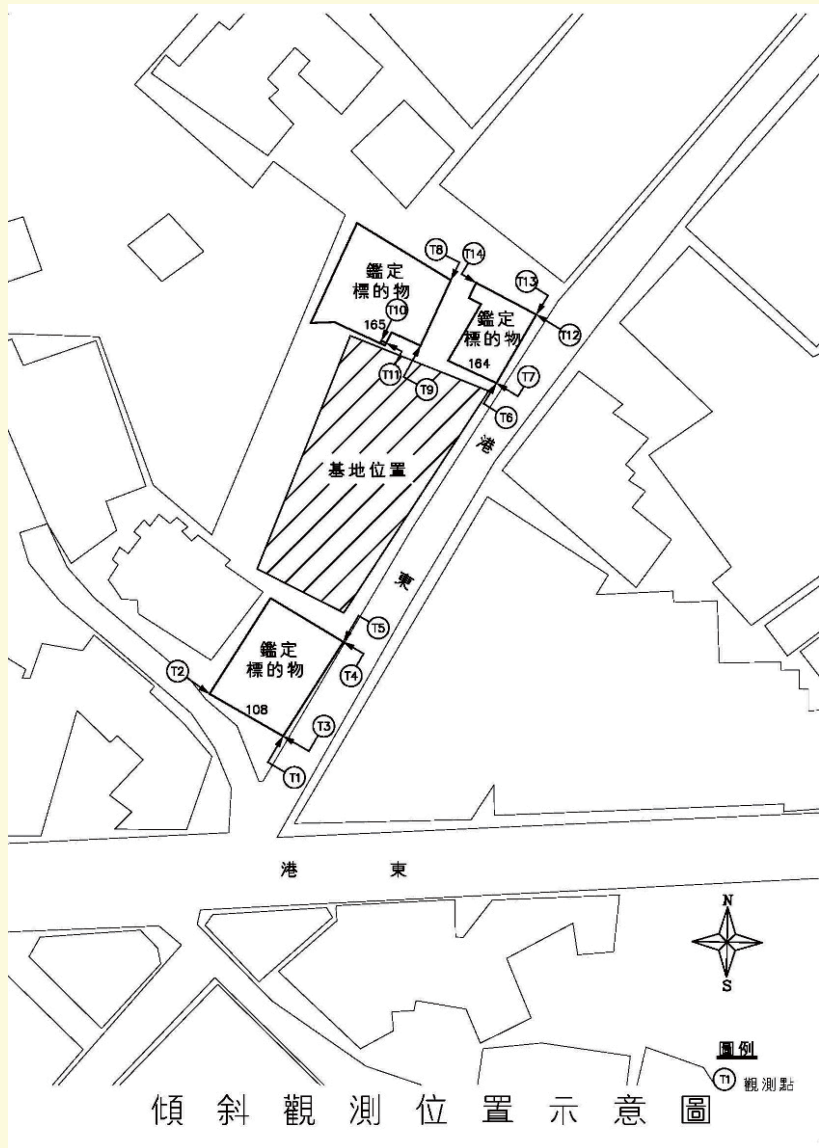 T8
T14
鑑定
標的物
T13
T10
165
鑑定
標的物
T12
164
T11
T9
T7
T6
港
基地位置
東
T5
鑑定
標的物
T2
T4
108
T3
T1
港 東
N
S
圖例
T1 觀測點
傾斜觀測位置示意圖